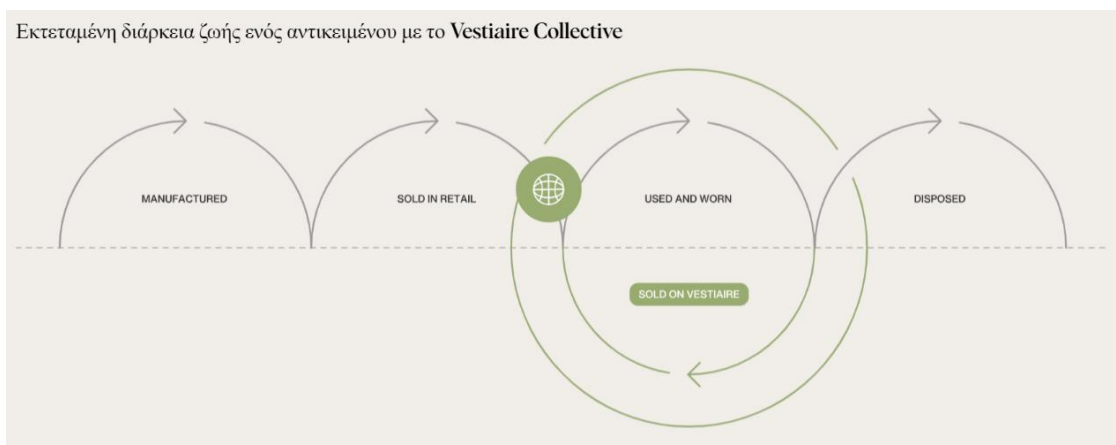 Εκτεταμένη διάρκεια ζωής ενός αντικειμένου με το Vestiaire Collective
MANUFACTURED
SOLD IN RETAIL
USED AND WORN
DISPOSED
SOLD ON VESTIAIRE